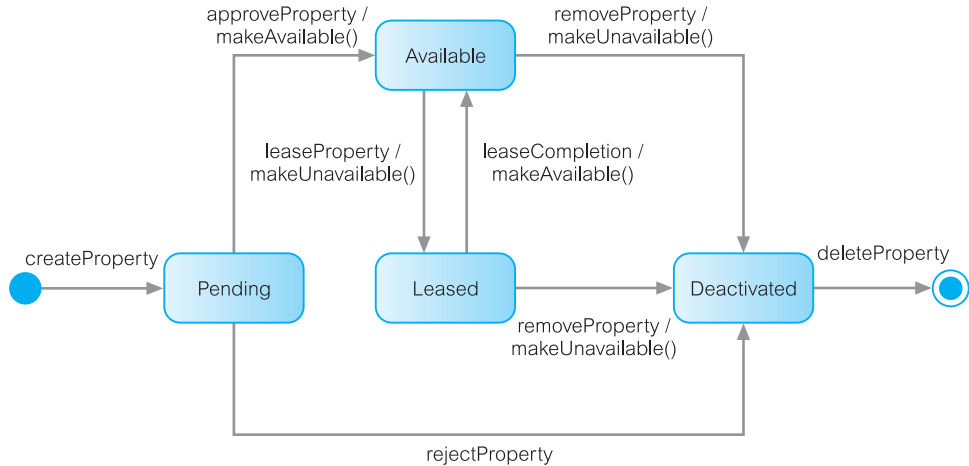 approveProperty /
makeAvailable()
removeProperty /
makeUnavailable()
Available
leaseProperty /
makeUnavailable()
leaseCompletion /
makeAvailable()
createProperty
Pending
Leased
Deactivated
deleteProperty
removeProperty /
makeUnavailable()
rejectProperty